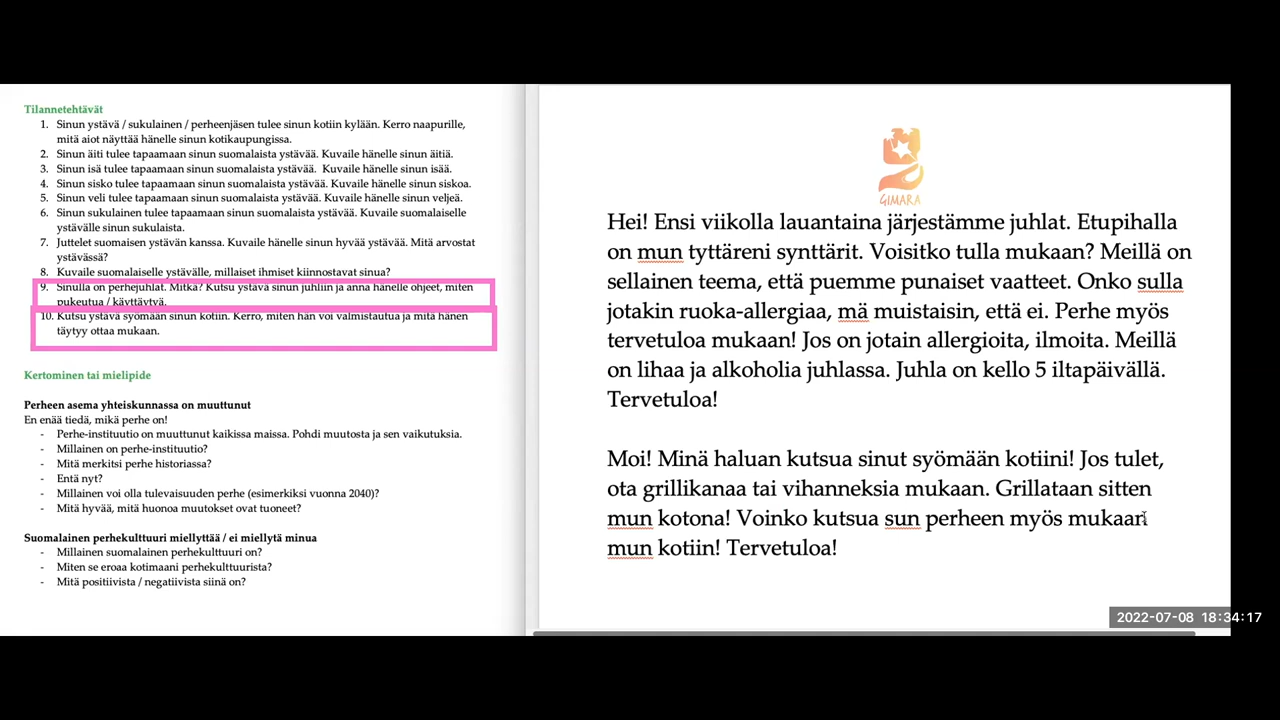 Tilannetehtävät
1. Sinun ystävä / sukulainen / perheenjäsen tulee sinun kotiin kylään. Kerro naapurille,
mitä aiot näyttää hänelle sinun kotikaupungissa.
2. Sinun äiti tulee tapaamaan sinun suomalaista ystävää. Kuvaile hänelle sinun äitiä.
3. Sinun isä tulee tapaamaan sinun suomalaista ystävää. Kuvaile hänelle sinun isää.
4. Sinun sisko tulee tapaamaan sinun suomalaista ystävää. Kuvaile hänelle sinun siskoa.
5. Sinun veli tulee tapaamaan sinun suomalaista ystävää. Kuvaile hänelle sinun veljeä.
6. Sinun sukulainen tulee tapaamaan sinun suomalaista ystävää. Kuvaile suomalaiselle
ystävälle sinun sukulaista.
7. Juttelet suomaisen ystävän kanssa. Kuvaile hänelle sinun hyvää ystävää. Mitä arvostat
ystävässä?
8. Kuvaile suomalaiselle ystävälle, millaiset ihmiset kiinnostavat sinua?
9. Sinulla on perhejuhlat. Mitkä? Kutsu ystävä sinun juhliin ja anna hänelle ohjeet, miten
pukeutua / käyttäytyä.
10. Kutsu ystävä syömään sinun kotiin. Kerro, miten hän voi valmistautua ja mitä hänen
täytyy ottaa mukaan.
Kertominen tai mielipide
Perheen asema yhteiskunnassa on muuttunut
En enää tiedä, mikä perhe on!
- Perhe-instituutio on muuttunut kaikissa maissa. Pohdi muutosta ja sen vaikutuksia.
- Millainen on perhe-instituutio?
- Mitä merkitsi perhe historiassa?
- Entä nyt?
- Millainen voi olla tulevaisuuden perhe (esimerkiksi vuonna 2040)?
- Mitä hyvää, mitä huonoa muutokset ovat tuoneet?
Suomalainen perhekulttuuri miellyttää / ei miellytä minua
- Millainen suomalainen perhekulttuuri on?
- Miten se eroaa kotimaani perhekulttuurista?
- Mitä positiivista / negatiivista siinä on?
GIMARA
Hei! Ensi viikolla lauantaina järjestämme juhlat. Etupihalla
on mun tyttäreni synttärit. Voisitko tulla mukaan? Meillä on
sellainen teema, että puemme punaiset vaatteet. Onko sulla
jotakin ruoka-allergiaa, mä muistaisin, että ei. Perhe myös
tervetuloa mukaan! Jos on jotain allergioita, ilmoita. Meillä
on lihaa ja alkoholia juhlassa. Juhla on kello 5 iltapäivällä.
Tervetuloa!
Moi! Minä haluan kutsua sinut syömään kotiini! Jos tulet,
ota grillikanaa tai vihanneksia mukaan. Grillataan sitten
mun kotona! Voinko kutsua sun perheen myös mukaan
mun kotiin! Tervetuloa!
2022-07-08 18:34:17